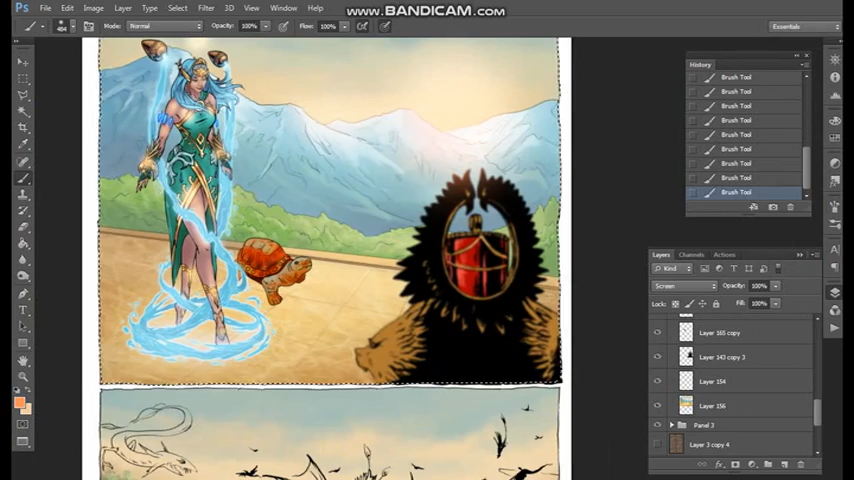 www.BANDICAM.com
Ps File Edit Image Layer Type Select Filter 3D View Window Help
484 Mode: Normal Opacity: 100% Flow: 100% Essentials
History
Brush Tool
Brush Tool
Brush Tool
Brush Tool
Brush Tool
Brush Tool
Brush Tool
Brush Tool
Brush Tool
Layers Channels Actions
Kind
Screen Opacity: 100%
Lock: Fill: 100%
Layer 165 copy
Layer 143 copy 3
Layer 154
Layer 156
Panel 3
Layer 3 copy 4